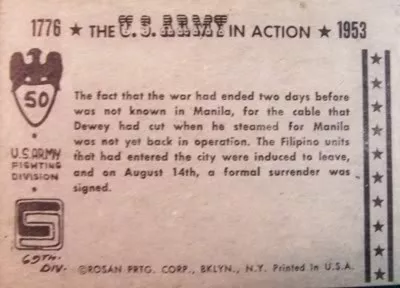 1776 ★ THE U.S. ARMY IN ACTION ★ 1953
50
U.S. ARMY
FIGHTING
DIVISION
The fact that the war had ended two days before
was not known in Manila, for the cable that
Dewey had cut when he steamed for Manila
was not yet back in operation. The Filipino units
that had entered the city were induced to leave,
and on August 14th, a formal surrender was
signed.
69TH.
DIV.
©ROSAN PRTG. CORP., BKLYN., N.Y. Printed in U.S.A.